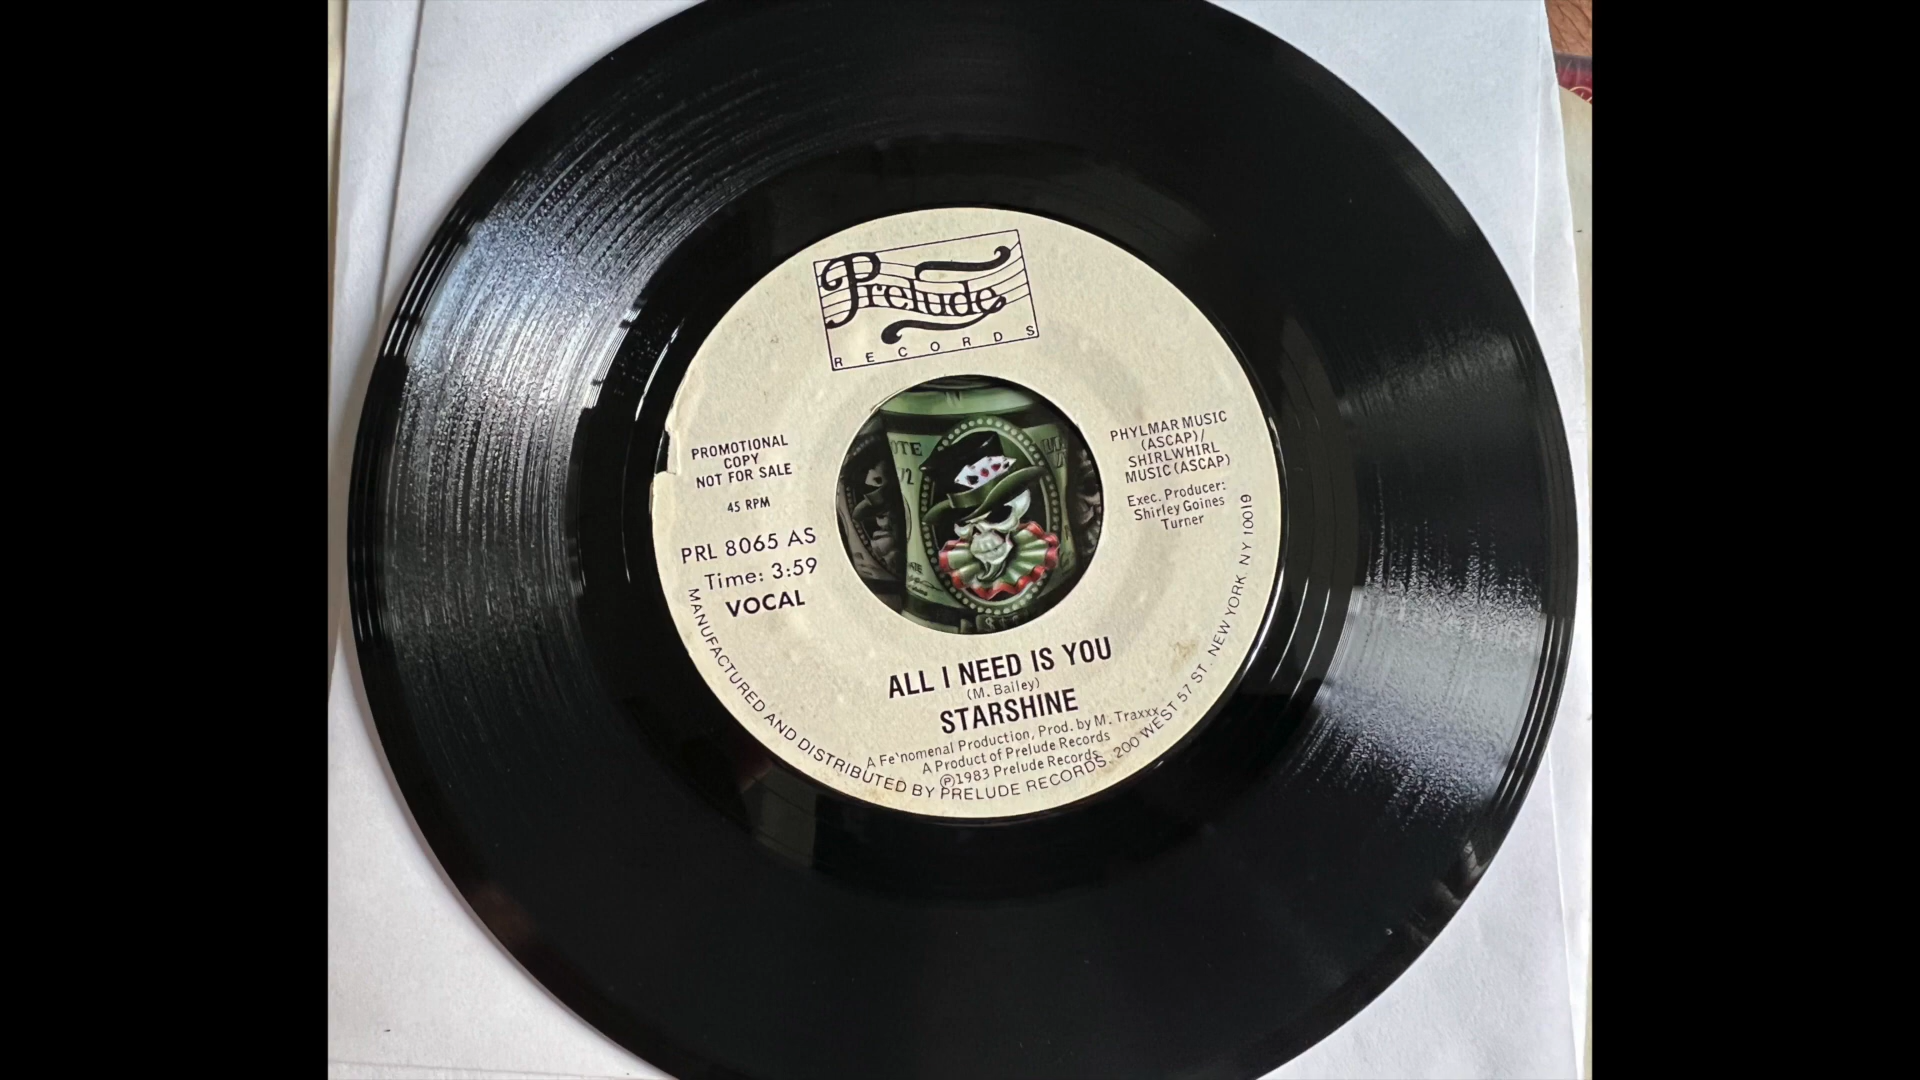 Prelude
RECORDS
PROMOTIONAL
COPY
NOT FOR SALE
45 RPM
PRL 8065 AS
Time: 3:59
VOCAL
PHYLMAR MUSIC
(ASCAP)/
SHIRLWHIRL
MUSIC (ASCAP)
Exec. Producer:
Shirley Goines
Turner
ALL I NEED IS YOU
(M. Bailey)
STARSHINE
A Fe'nomenal Production, Prod. by M. Traxxx
A Product of Prelude Records
℗1983 Prelude Records
MANUFACTURED AND DISTRIBUTED BY PRELUDE RECORDS. 200 WEST 57 ST. NEW YORK. NY 10019